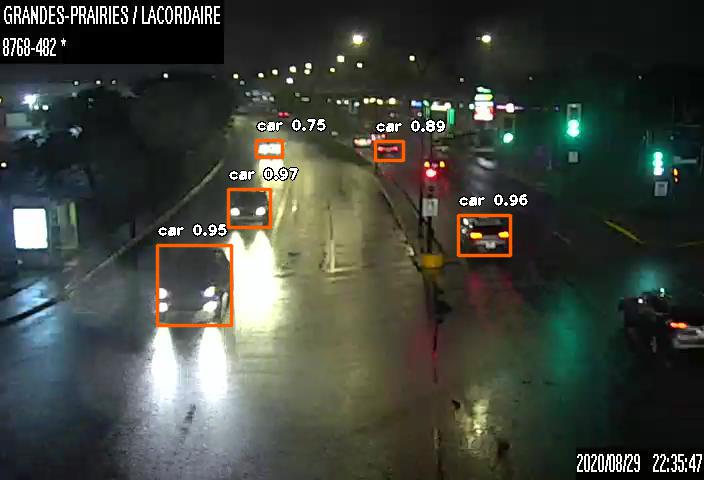 GRANDES-PRAIRIES / LACORDAIRE
8768-482 *
car 0.75
car 0.89
car 0.97
car 0.96
car 0.95
2020/08/29 22:35:47